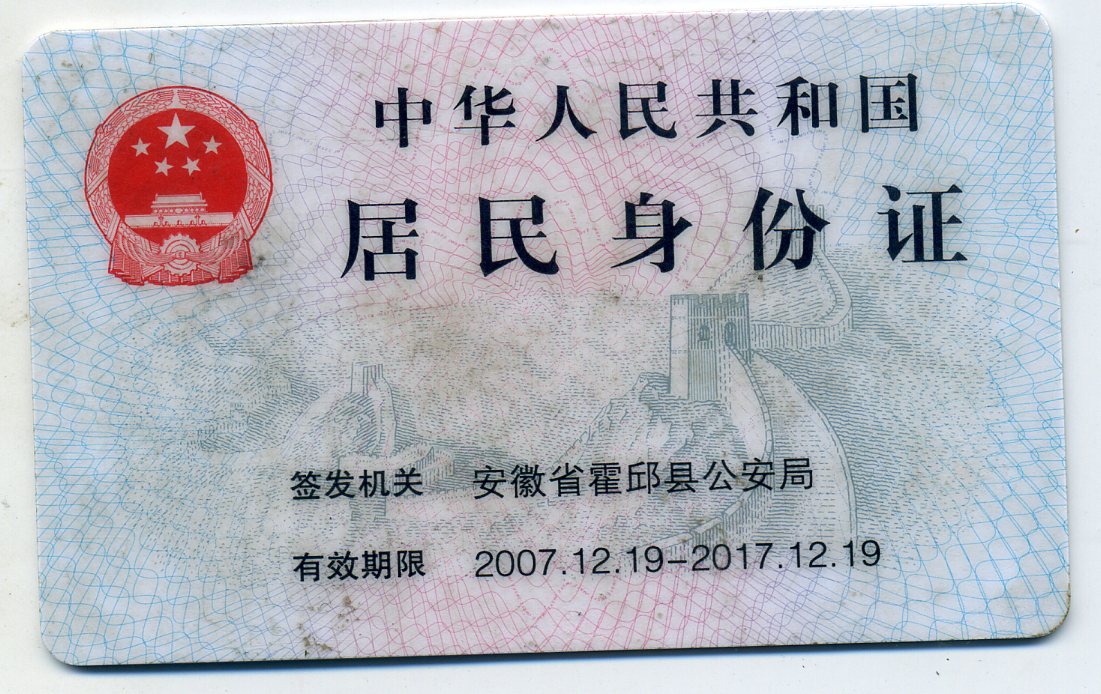 中华人民共和国
居民身份证
签发机关 安徽省霍邱县公安局
有效期限 2007.12.19-2017.12.19